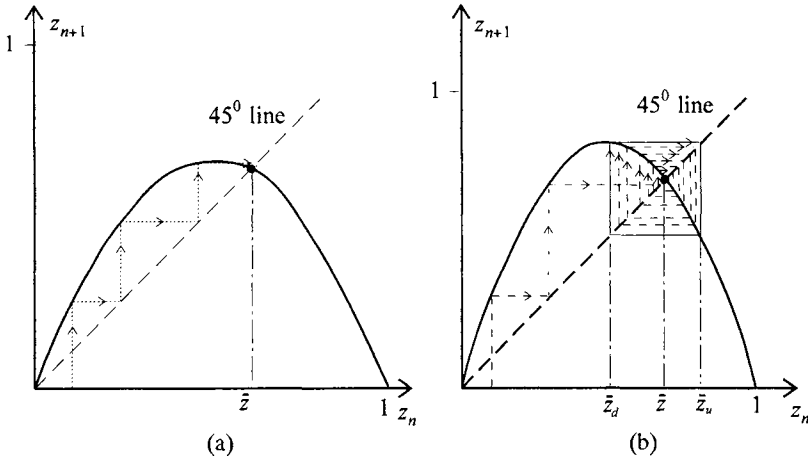 z_{n+1}
1
45⁰ line
z̄
1
z_n
(a)
z_{n+1}
1
45⁰ line
z̄_d
z̄
z̄_u
1
z_n
(b)